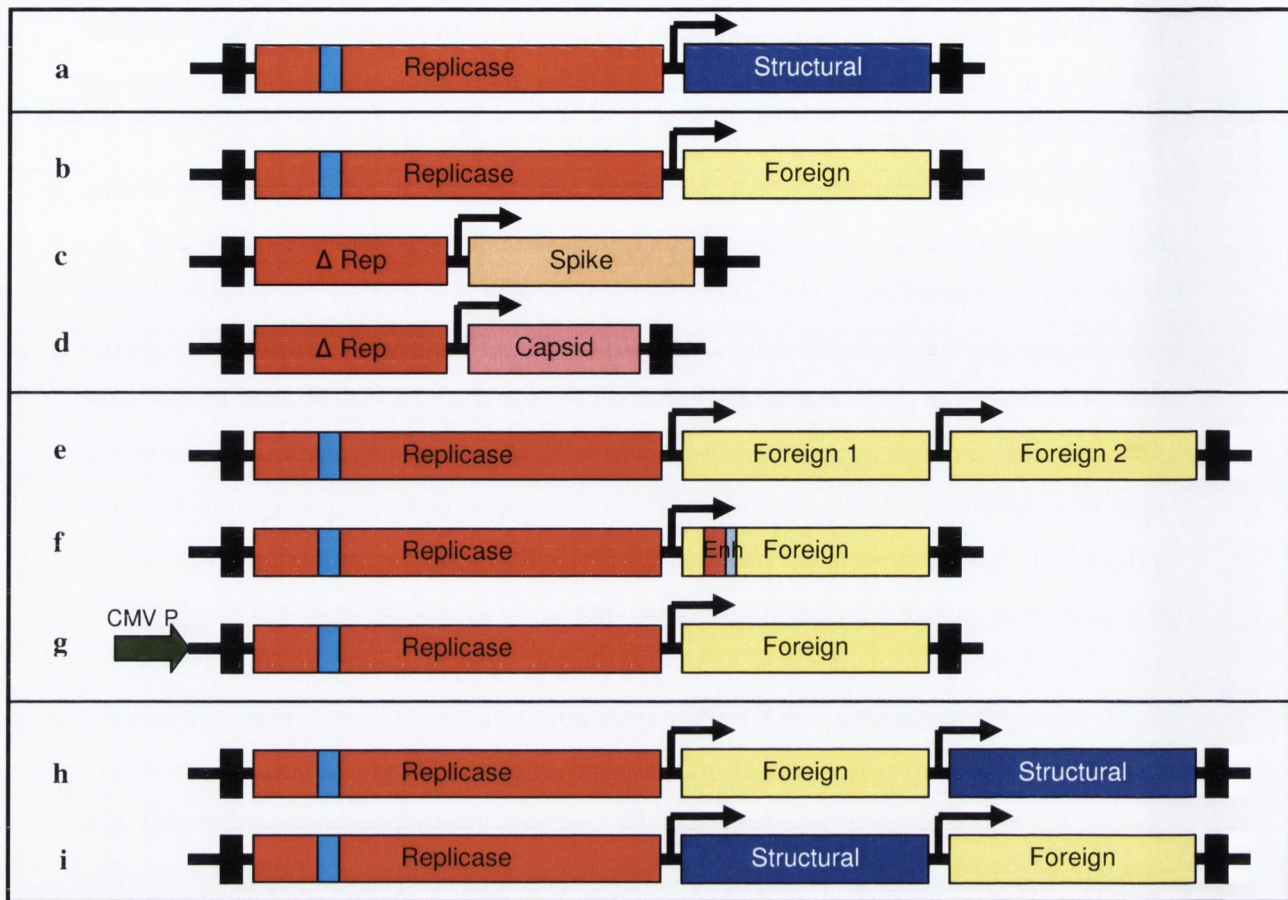 a Replicase Structural
b Replicase Foreign
c Δ Rep Spike
d Δ Rep Capsid
e Replicase Foreign 1 Foreign 2
f Replicase Enh Foreign
CMV P
g Replicase Foreign
h Replicase Foreign Structural
i Replicase Structural Foreign